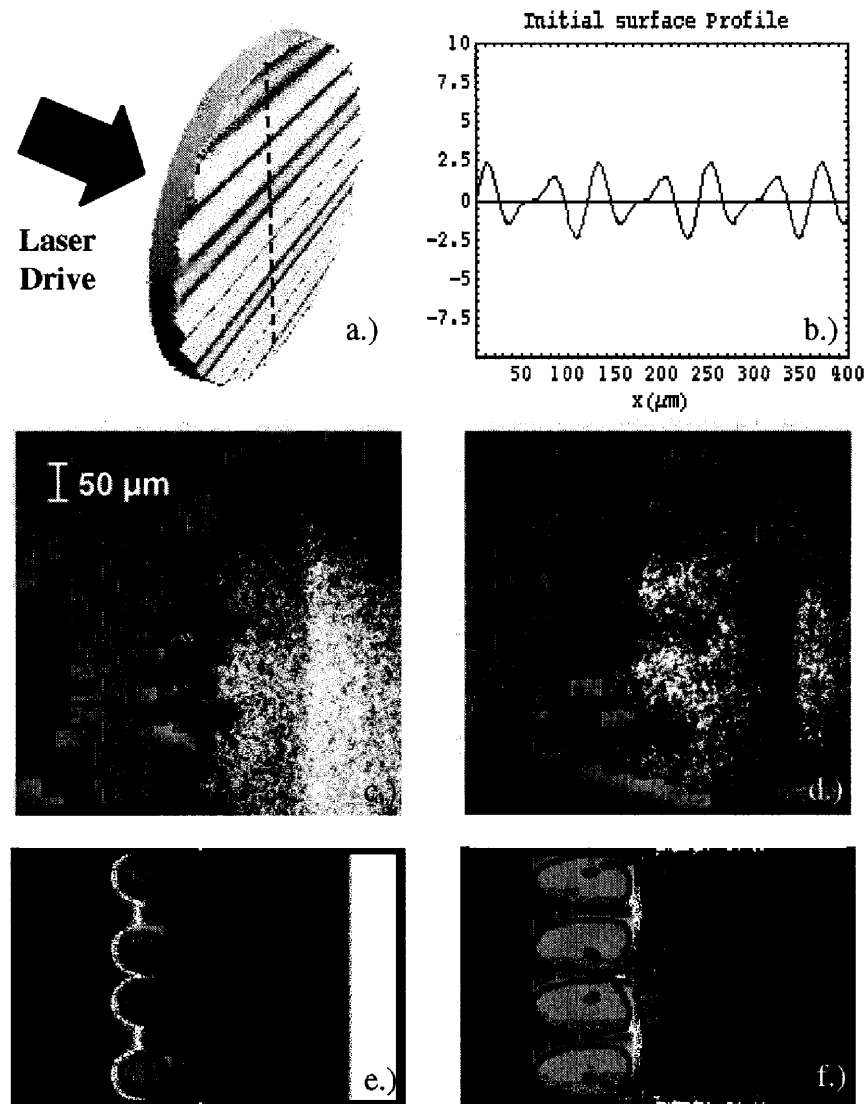 Initial surface Profile
10
7.5
5
2.5
0
-2.5
-5
-7.5
50 100 150 200 250 300 350 400
x (μm)
b.)
Laser
Drive
a.)
50 μm
c.)
d.)
e.)
f.)